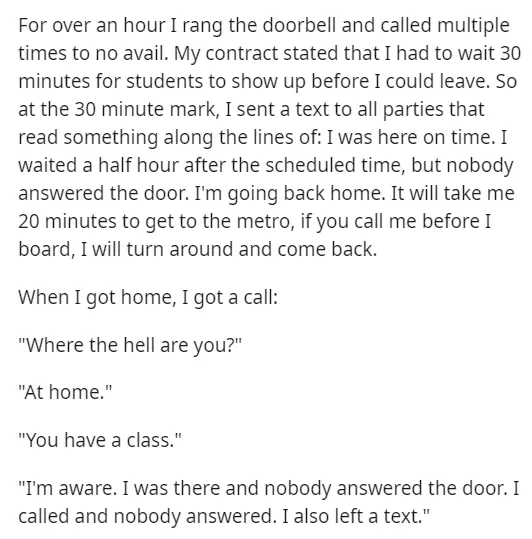 For over an hour I rang the doorbell and called multiple
times to no avail. My contract stated that I had to wait 30
minutes for students to show up before I could leave. So
at the 30 minute mark, I sent a text to all parties that
read something along the lines of: I was here on time. I
waited a half hour after the scheduled time, but nobody
answered the door. I'm going back home. It will take me
20 minutes to get to the metro, if you call me before I
board, I will turn around and come back.
When I got home, I got a call:
"Where the hell are you?"
"At home."
"You have a class."
"I'm aware. I was there and nobody answered the door. I
called and nobody answered. I also left a text."